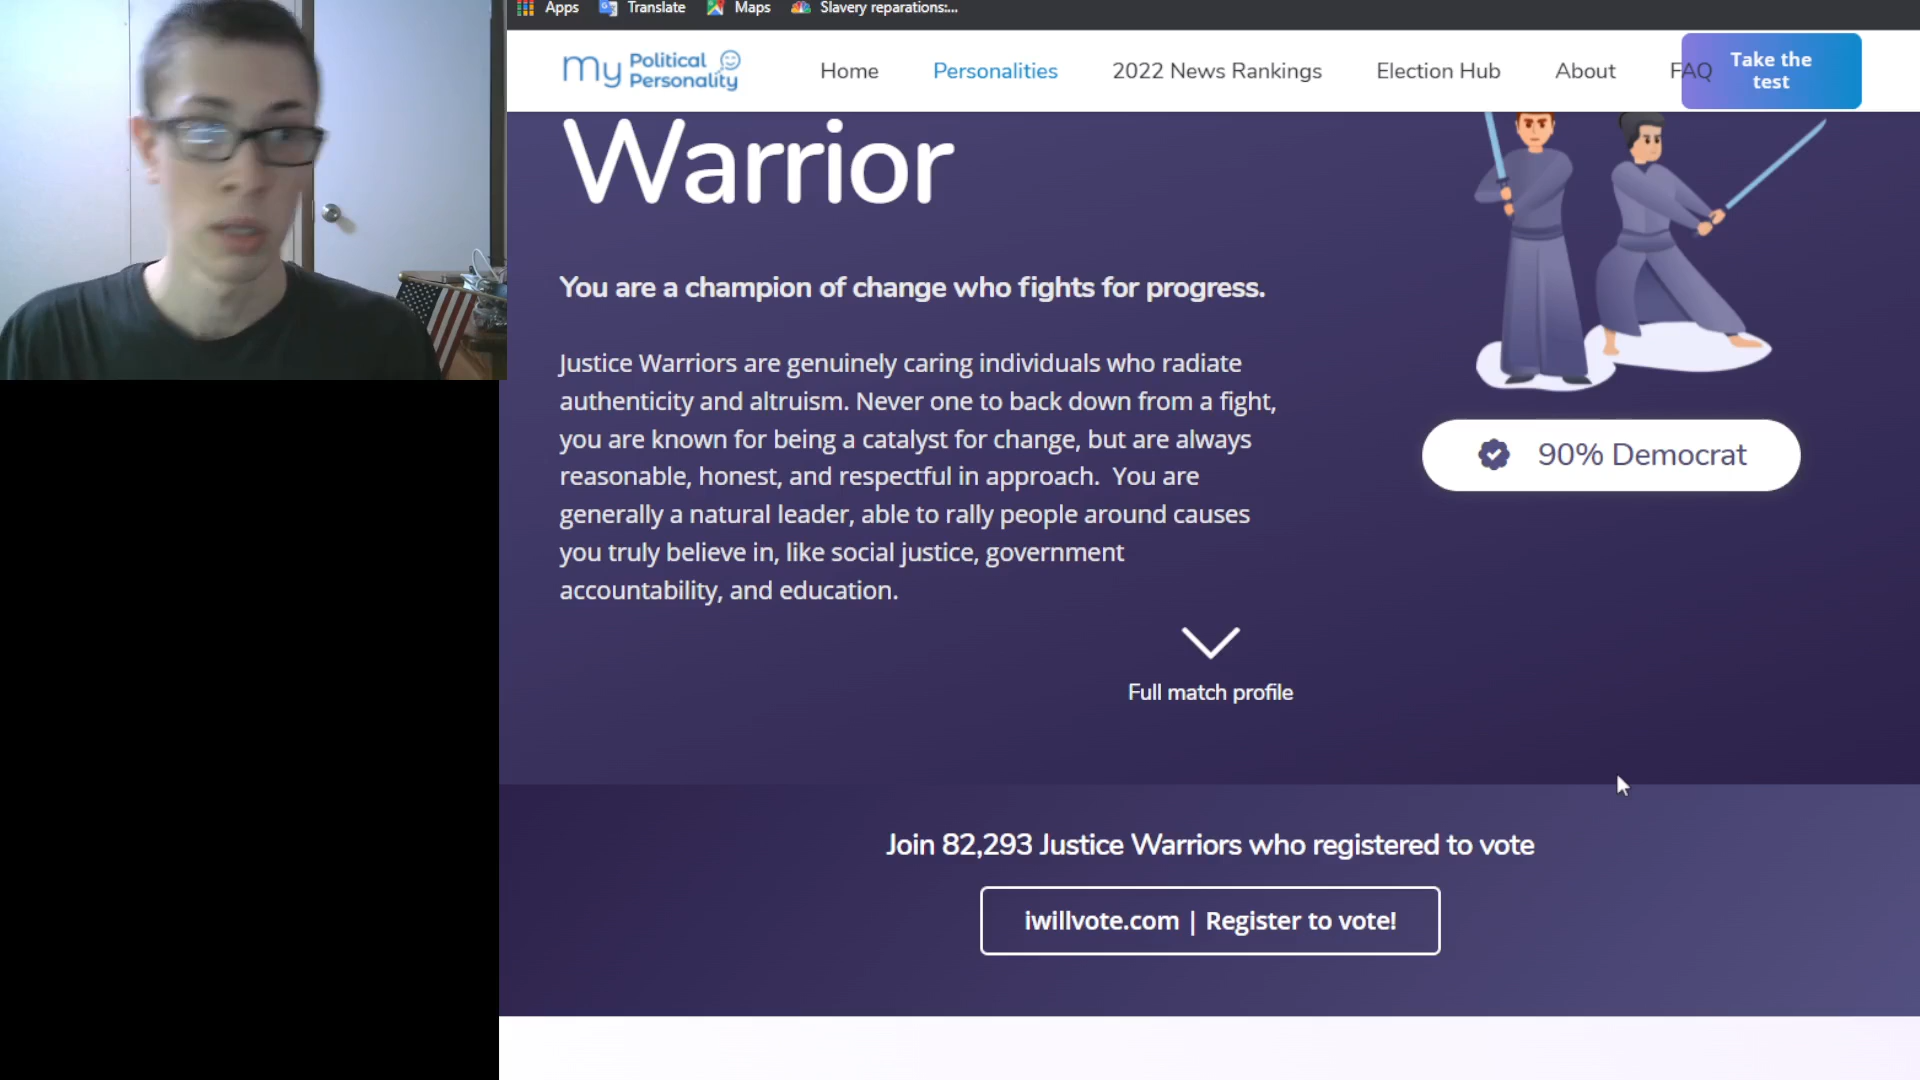 Apps Translate Maps Slavery reparations:...
my Political Personality
Home Personalities 2022 News Rankings Election Hub About FAQ
Take the
test
Warrior
You are a champion of change who fights for progress.
Justice Warriors are genuinely caring individuals who radiate
authenticity and altruism. Never one to back down from a fight,
you are known for being a catalyst for change, but are always
reasonable, honest, and respectful in approach. You are
generally a natural leader, able to rally people around causes
you truly believe in, like social justice, government
accountability, and education.
90% Democrat
Full match profile
Join 82,293 Justice Warriors who registered to vote
iwillvote.com | Register to vote!